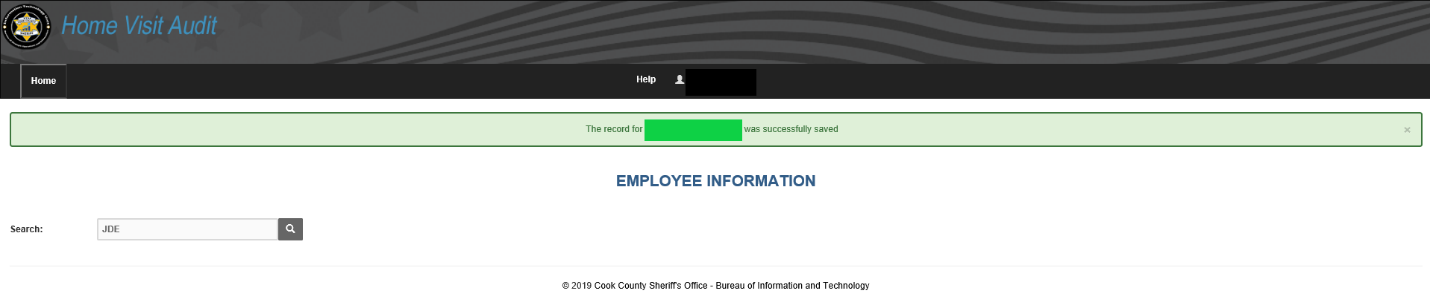 Home Visit Audit
Home Help
The record for was successfully saved ×
EMPLOYEE INFORMATION
Search: JDE
© 2019 Cook County Sheriff's Office - Bureau of Information and Technology